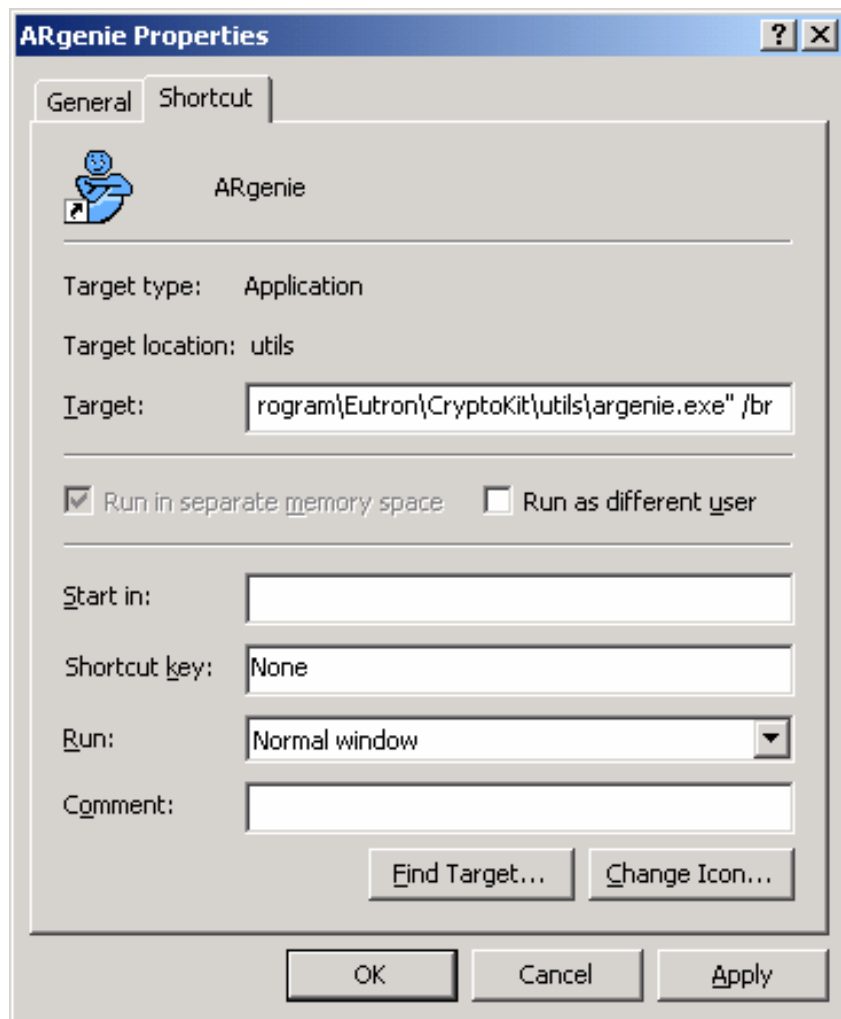 ARgenie Properties
General Shortcut
ARgenie
Target type: Application
Target location: utils
Target: rogram\Eutron\CryptoKit\utils\argenie.exe" /br
Run in separate memory space Run as different user
Start in:
Shortcut key: None
Run: Normal window
Comment:
Find Target... Change Icon...
OK Cancel Apply